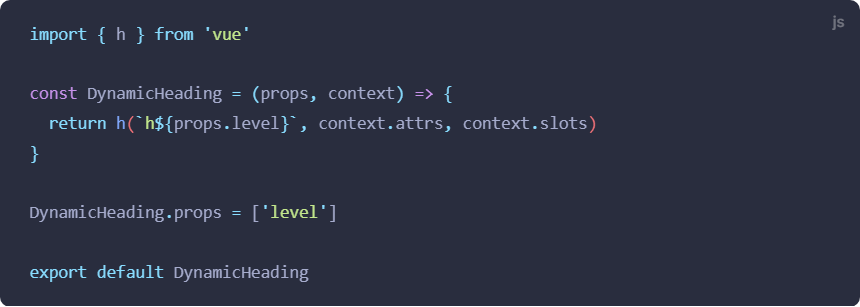 js
import { h } from 'vue'

const DynamicHeading = (props, context) => {
  return h(`h${props.level}`, context.attrs, context.slots)
}

DynamicHeading.props = ['level']

export default DynamicHeading